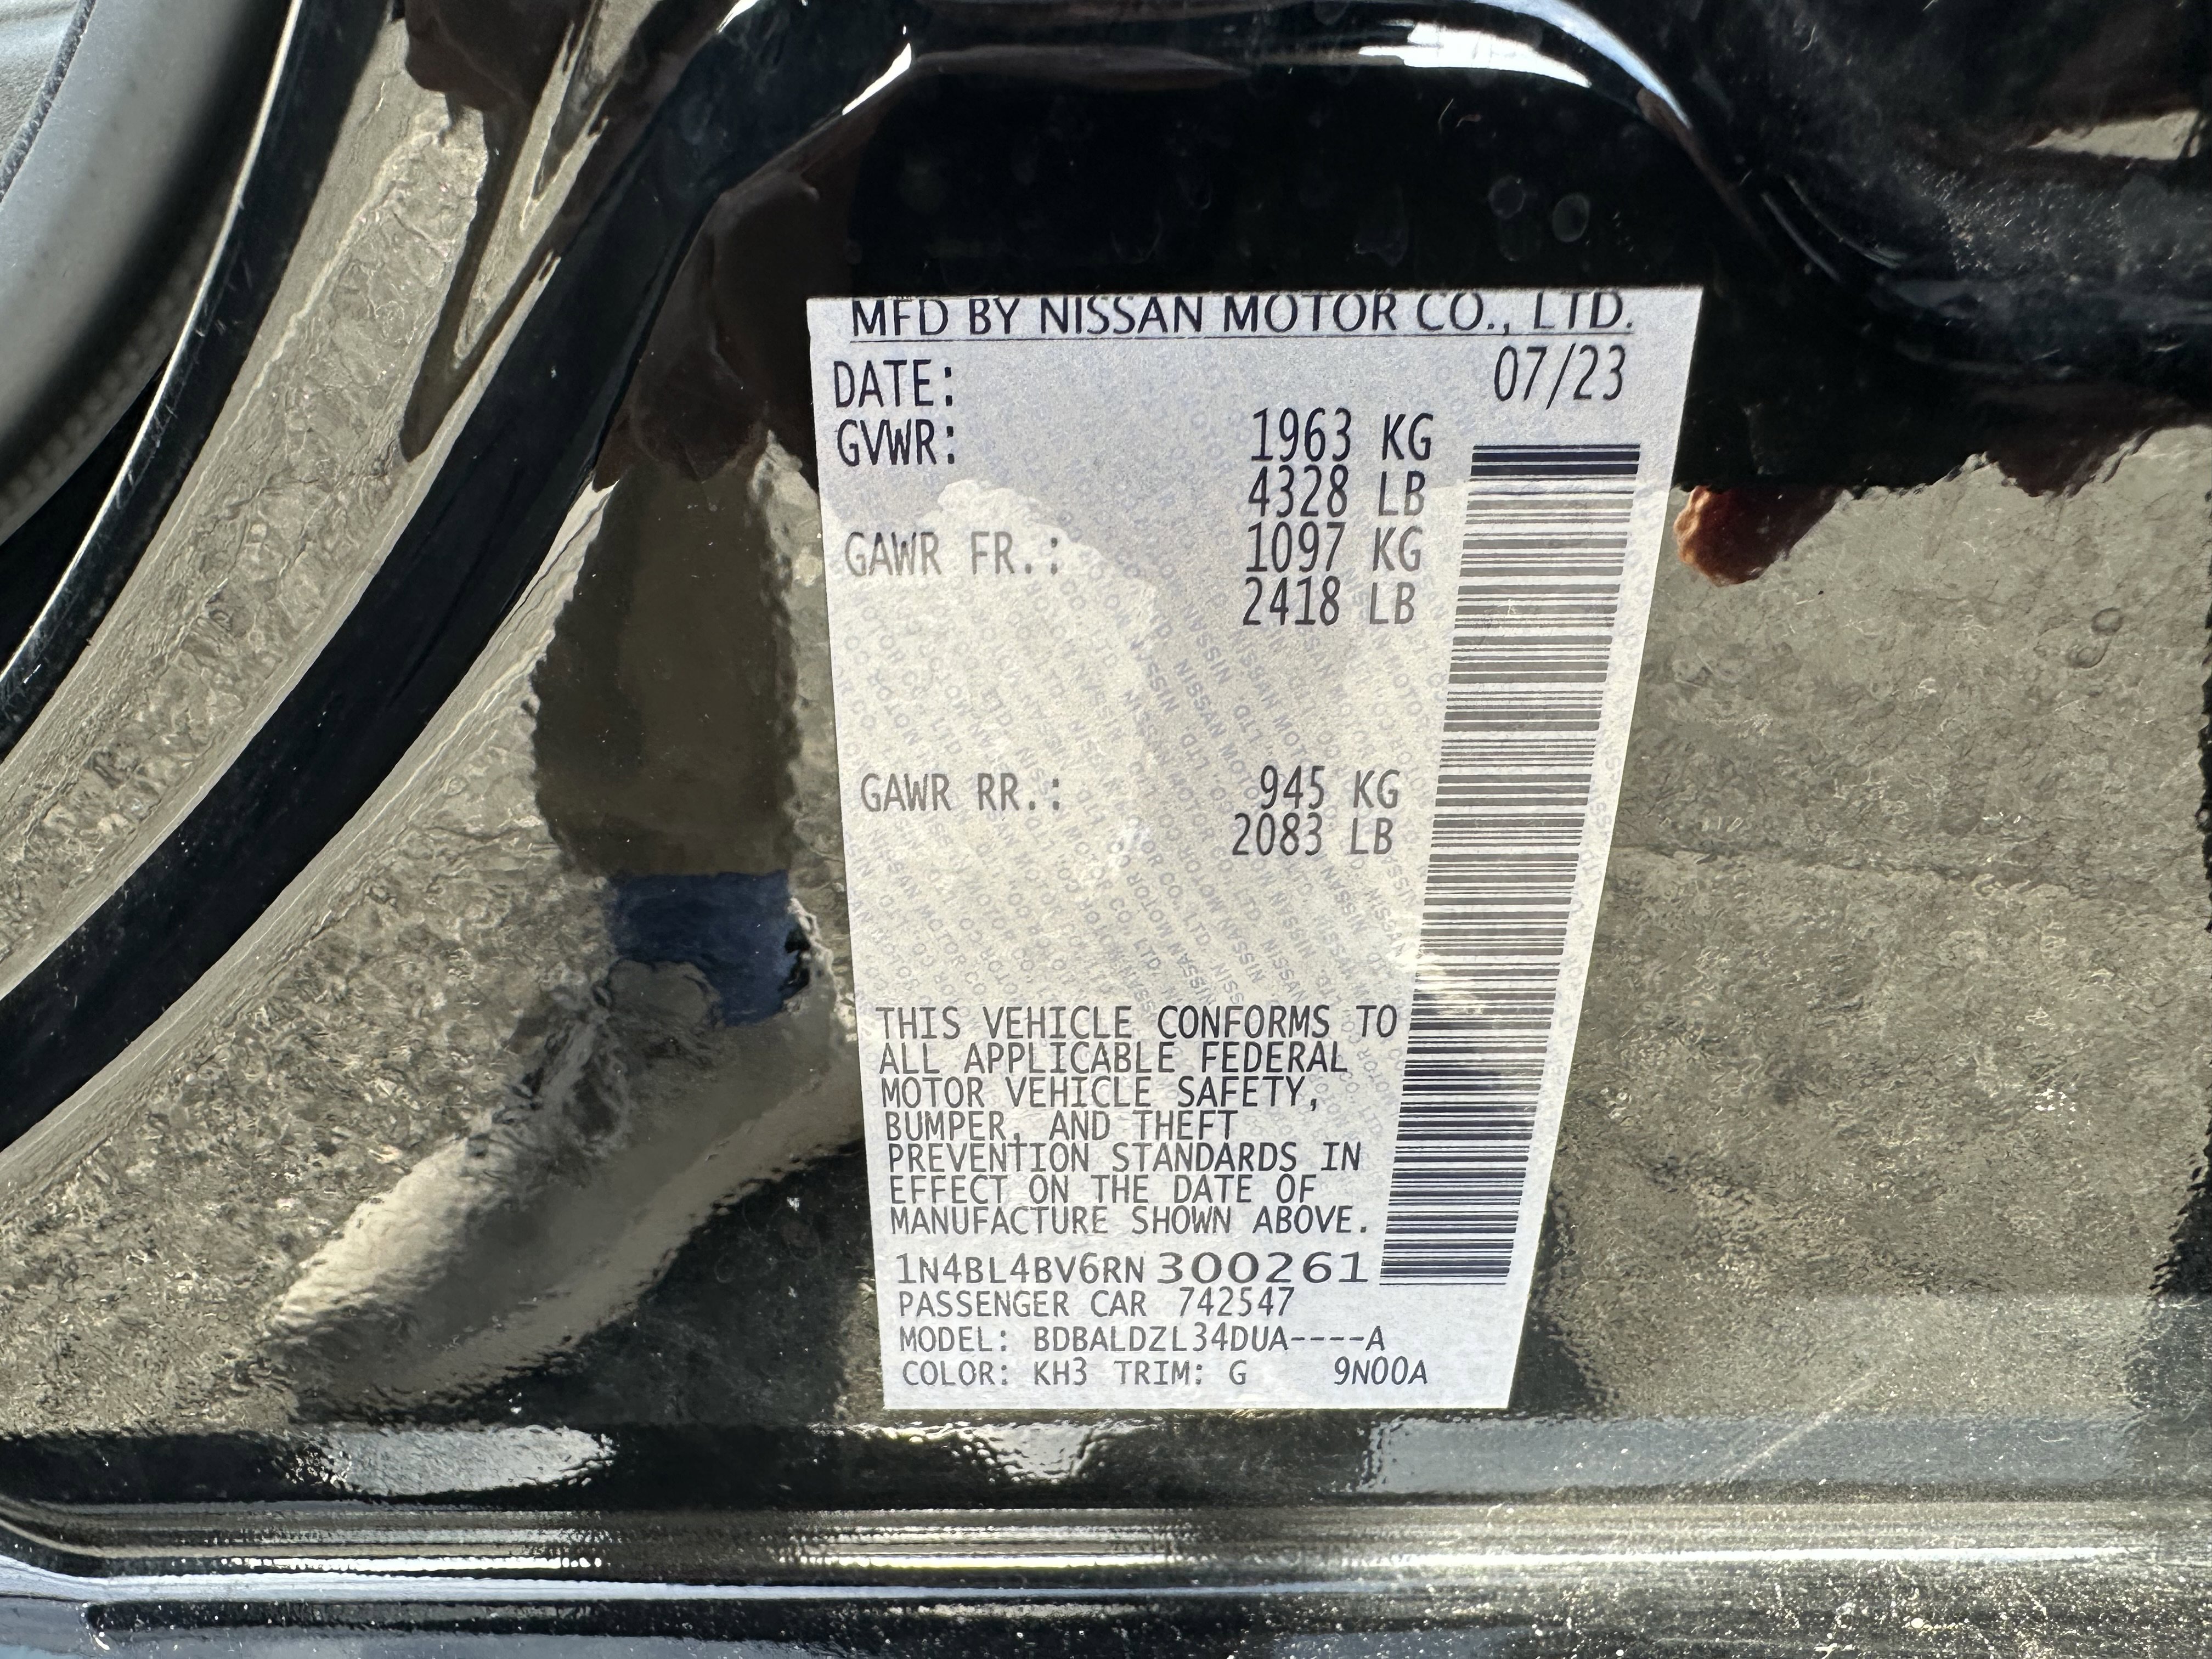 MFD BY NISSAN MOTOR CO., LTD.
DATE: 07/23
GVWR: 1963 KG
4328 LB
GAWR FR.: 1097 KG
2418 LB
GAWR RR.: 945 KG
2083 LB
THIS VEHICLE CONFORMS TO
ALL APPLICABLE FEDERAL
MOTOR VEHICLE SAFETY,
BUMPER, AND THEFT
PREVENTION STANDARDS IN
EFFECT ON THE DATE OF
MANUFACTURE SHOWN ABOVE.
1N4BL4BV6RN300261
PASSENGER CAR 742547
MODEL: BDBALDZL34DUA----A
COLOR: KH3 TRIM: G 9N00A